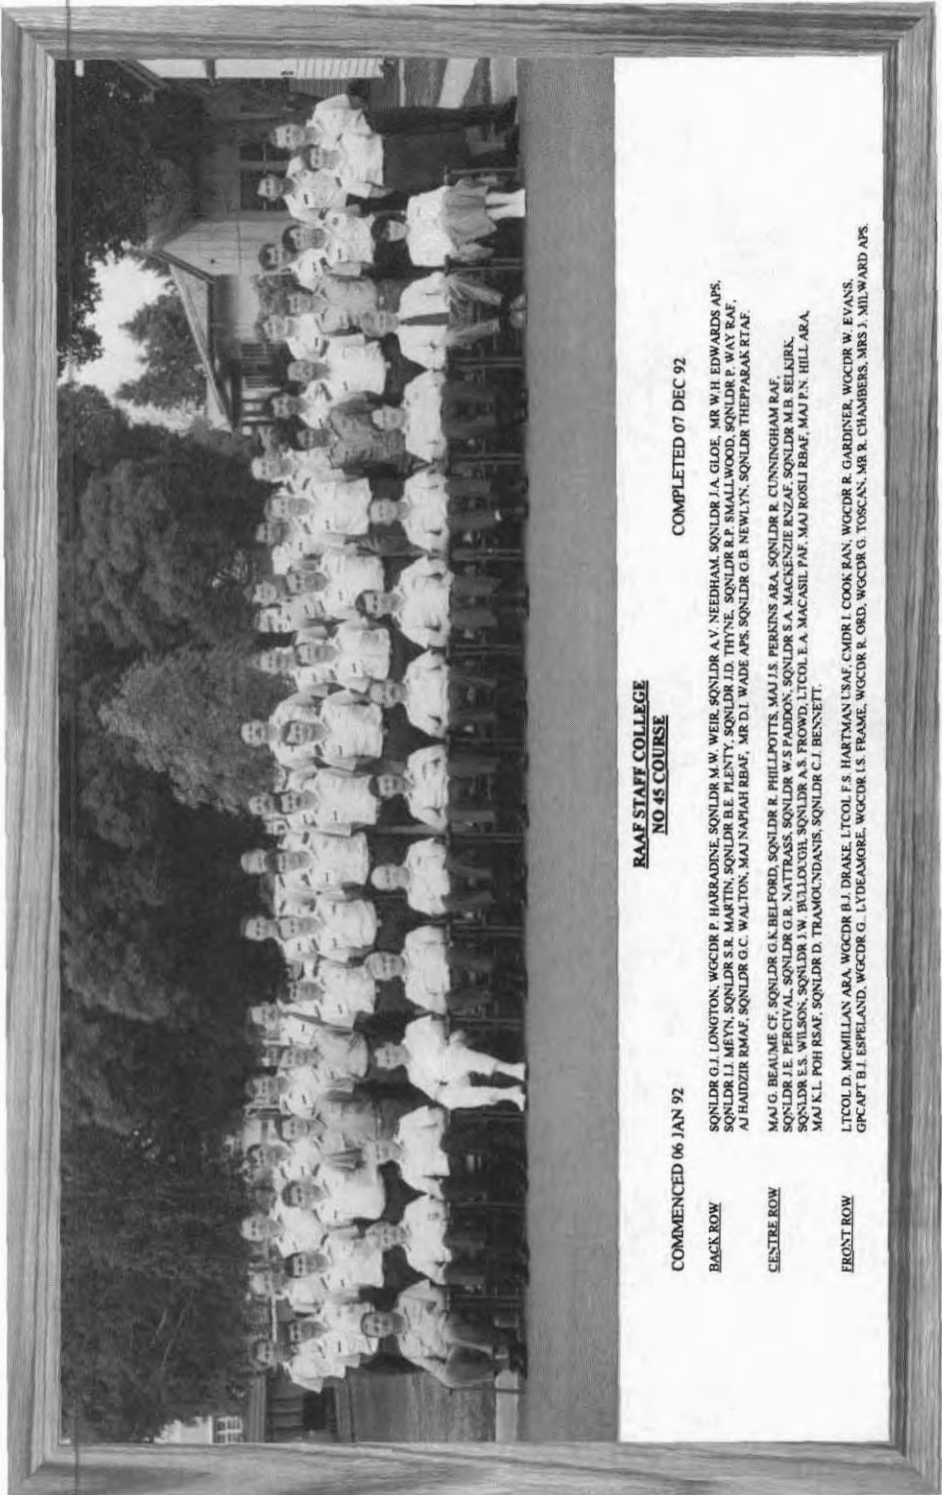 RAAF STAFF COLLEGE
NO 45 COURSE
COMMENCED 06 JAN 92 COMPLETED 07 DEC 92
BACK ROW SQNLDR G.J. LONGTON, WGCDR P. HARRADINE, SQNLDR M.W. WEIR, SQNLDR A.V. NEEDHAM, SQNLDR J.A. GLOE, MR W.H. EDWARDS APS,
SQNLDR I.J. MEYN, SQNLDR S.R. MARTIN, SQNLDR B.E. PLENTY, SQNLDR J.D. THYNE, SQNLDR R.P. SMALLWOOD, SQNLDR P. WAY RAF,
AJ HAIDZIR RMAF, SQNLDR G.C. WALTON, MAJ NAPIAH RBAF, MR D.I. WADE APS, SQNLDR G.B. NEWLYN, SQNLDR THEPPARAK RTAF.
CENTRE ROW MAJ G. BEAUME CF, SQNLDR G.K.BELFORD, SQNLDR R. PHILLPOTTS, MAJ J.S. PERKINS ARA, SQNLDR R. CUNNINGHAM RAF,
SQNLDR J.E. PERCIVAL, SQNLDR G.R. NATTRASS, SQNLDR W.S PADDON, SQNLDR S.A. MACKENZIE RNZAF, SQNLDR M.B. SELKIRK,
SQNLDR E.S. WILSON, SQNLDR J.W. BULLOUGH, SQNLDR A.S. FROWD, LTCOL E.A. MACASIL PAF, MAJ ROSLI RBAF, MAJ P.N. HILL ARA,
MAJ K.L. POH RSAF, SQNLDR D. TRAMOUNDANIS, SQNLDR C.J. BENNETT.
FRONT ROW LTCOL D. MCMILLAN ARA, WGCDR B.J. DRAKE, LTCOL F.S. HARTMAN USAF, CMDR I. COOK RAN, WGCDR R. GARDINER, WGCDR W. EVANS,
GPCAPT B.J. ESPELAND, WGCDR G.. LYDEAMORE, WGCDR I.S. FRAME, WGCDR R. ORD, WGCDR G. TOSCAN, MR R. CHAMBERS, MRS J. MILWARD APS.